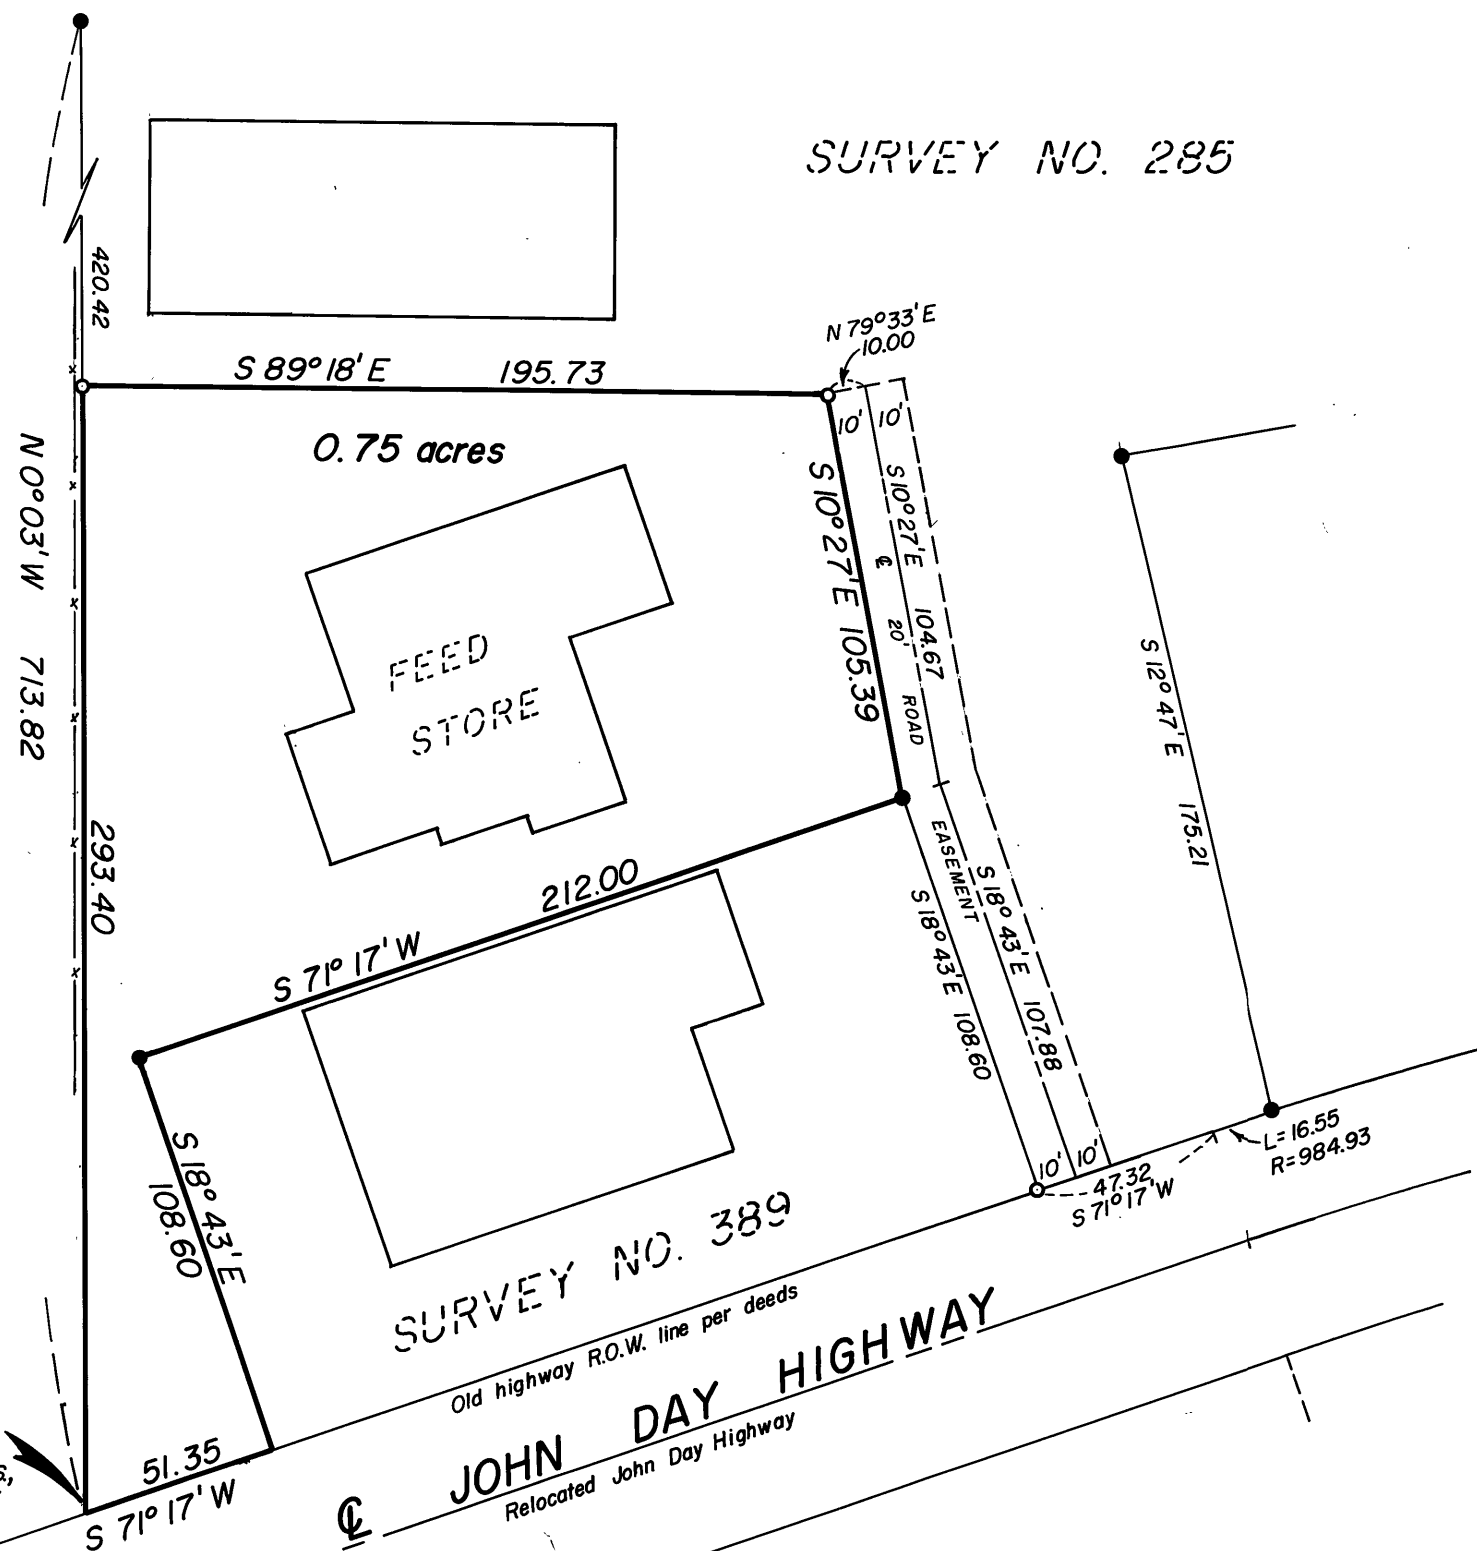 SURVEY NO. 285
420.42
N 79°33'E
10.00
S 89°18'E 195.73
0.75 acres
10' 10'
N 0°03'W 713.82
S 10°27'E 105.39
S 10°27'E 104.67
℄
20' ROAD EASEMENT
FEED
STORE
S 12°47'E 175.21
293.40
212.00
S 71°17'W
S 18°43'E 108.60
S 18°43'E 107.88
S 18°43'E
108.60
10' 10'
47.32
S 71°17'W
L=16.55
R=984.93
SURVEY NO. 389
Old highway R.O.W. line per deeds
℄ JOHN DAY HIGHWAY
Relocated John Day Highway
51.35
S 71°17'W